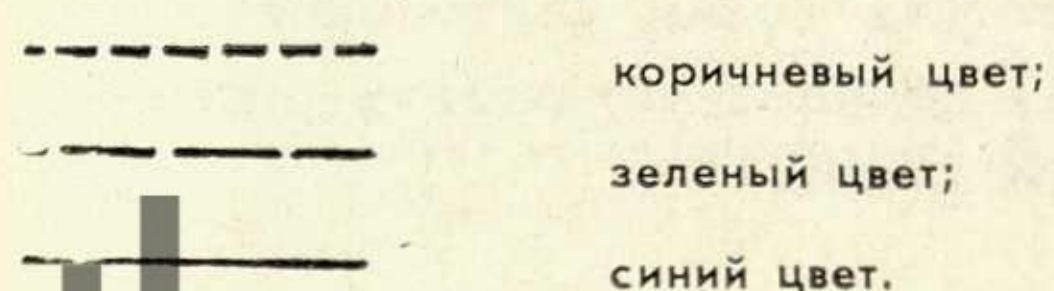 коричневый цвет;
зеленый цвет;
синий цвет.